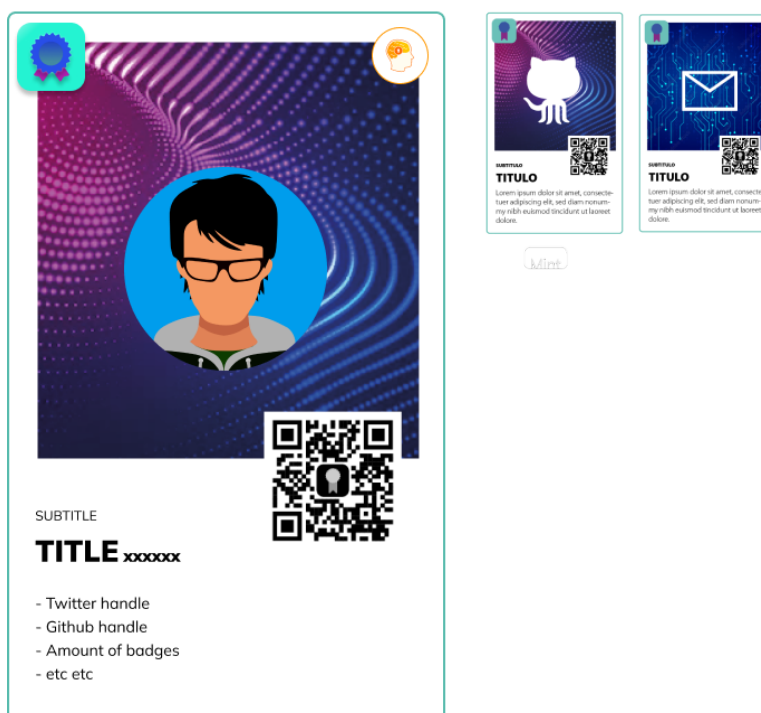 SUBTITLE
TITLE xxxxxx
- Twitter handle
- Github handle
- Amount of badges
- etc etc
SUBTITULO
TITULO
Lorem ipsum dolor sit amet, consecte-
tuer adipiscing elit, sed diam nonum-
my nibh euismod tincidunt ut laoreet
dolore.
Mint
SUBTITULO
TITULO
Lorem ipsum dolor sit amet, consecte
tuer adipiscing elit, sed diam nonum-
my nibh euismod tincidunt ut laoreet
dolore.